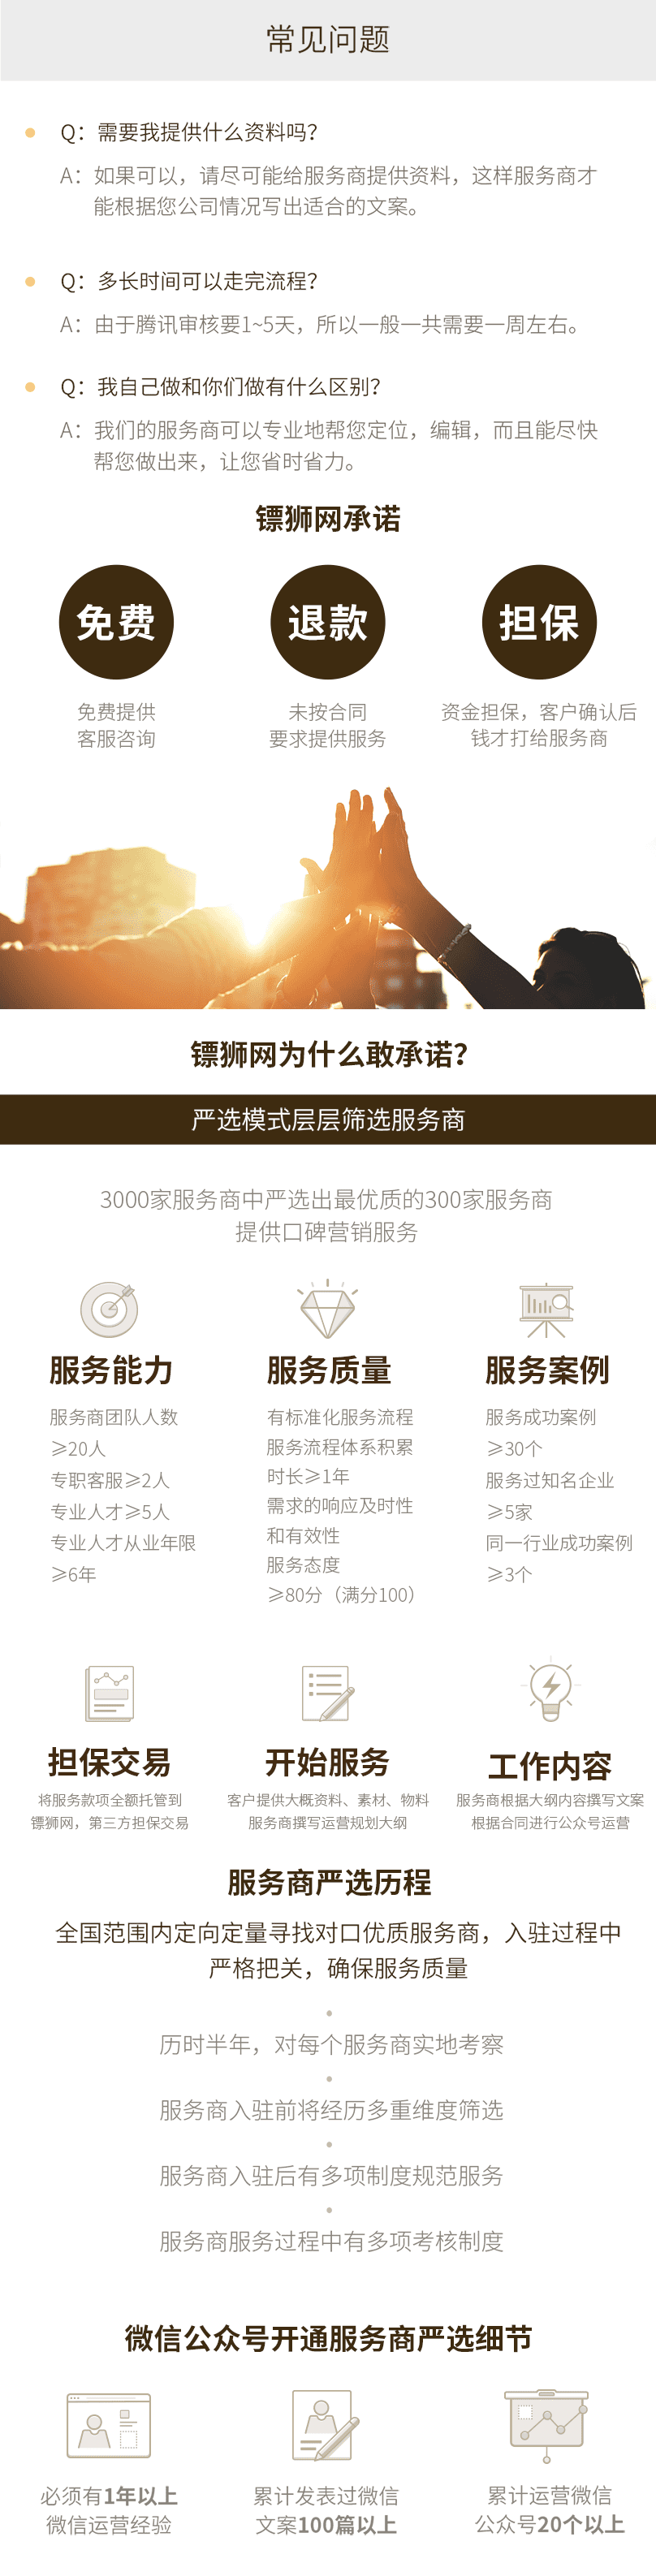 常见问题
Q：需要我提供什么资料吗？
A：如果可以，请尽可能给服务商提供资料，这样服务商才
能根据您公司情况写出适合的文案。
Q：多长时间可以走完流程？
A：由于腾讯审核要1~5天，所以一般一共需要一周左右。
Q：我自己做和你们做有什么区别？
A：我们的服务商可以专业地帮您定位，编辑，而且能尽快
帮您做出来，让您省时省力。
镖狮网承诺
免费
退款
担保
免费提供
客服咨询
未按合同
要求提供服务
资金担保，客户确认后
钱才打给服务商
镖狮网为什么敢承诺？
严选模式层层筛选服务商
3000家服务商中严选出最优质的300家服务商
提供口碑营销服务
服务能力
服务商团队人数
≥20人
专职客服≥2人
专业人才≥5人
专业人才从业年限
≥6年
服务质量
有标准化服务流程
服务流程体系积累
时长≥1年
需求的响应及时性
和有效性
服务态度
≥80分（满分100）
服务案例
服务成功案例
≥30个
服务过知名企业
≥5家
同一行业成功案例
≥3个
担保交易
将服务款项全额托管到
镖狮网，第三方担保交易
开始服务
客户提供大概资料、素材、物料
服务商撰写运营规划大纲
工作内容
服务商根据大纲内容撰写文案
根据合同进行公众号运营
服务商严选历程
全国范围内定向定量寻找对口优质服务商，入驻过程中
严格把关，确保服务质量
历时半年，对每个服务商实地考察
服务商入驻前将经历多重维度筛选
服务商入驻后有多项制度规范服务
服务商服务过程中有多项考核制度
微信公众号开通服务商严选细节
必须有1年以上
微信运营经验
累计发表过微信
文案100篇以上
累计运营微信
公众号20个以上